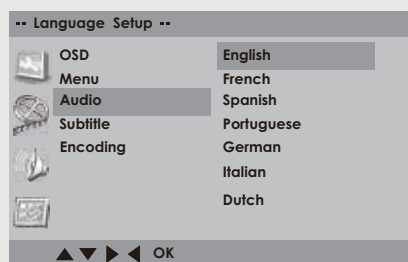 -- Language Setup --
OSD
Menu
Audio
Subtitle
Encoding
English
French
Spanish
Portuguese
German
Italian
Dutch
▲ ▼ ▶ ◀ OK